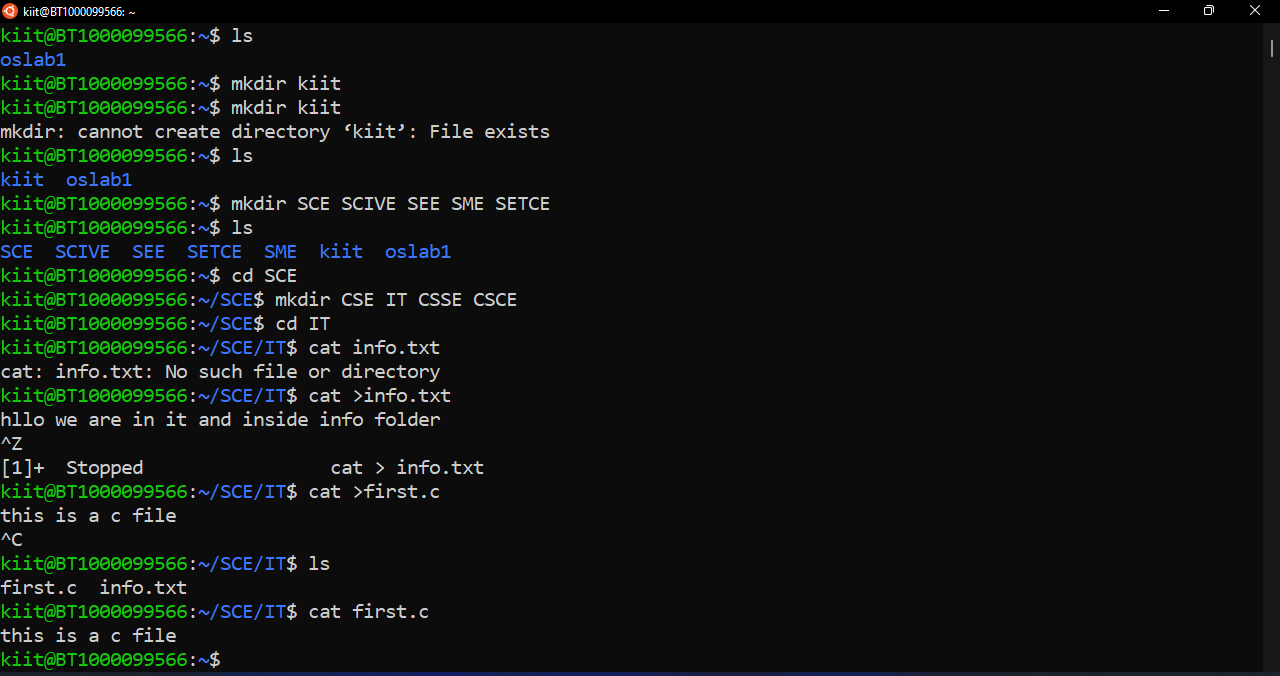 kiit@BT1000099566: ~
kiit@BT1000099566:~$ ls
oslab1
kiit@BT1000099566:~$ mkdir kiit
kiit@BT1000099566:~$ mkdir kiit
mkdir: cannot create directory ‘kiit’: File exists
kiit@BT1000099566:~$ ls
kiit  oslab1
kiit@BT1000099566:~$ mkdir SCE SCIVE SEE SME SETCE
kiit@BT1000099566:~$ ls
SCE  SCIVE  SEE  SETCE  SME  kiit  oslab1
kiit@BT1000099566:~$ cd SCE
kiit@BT1000099566:~/SCE$ mkdir CSE IT CSSE CSCE
kiit@BT1000099566:~/SCE$ cd IT
kiit@BT1000099566:~/SCE/IT$ cat info.txt
cat: info.txt: No such file or directory
kiit@BT1000099566:~/SCE/IT$ cat >info.txt
hllo we are in it and inside info folder
^Z
[1]+  Stopped                 cat > info.txt
kiit@BT1000099566:~/SCE/IT$ cat >first.c
this is a c file
^C
kiit@BT1000099566:~/SCE/IT$ ls
first.c  info.txt
kiit@BT1000099566:~/SCE/IT$ cat first.c
this is a c file
kiit@BT1000099566:~$